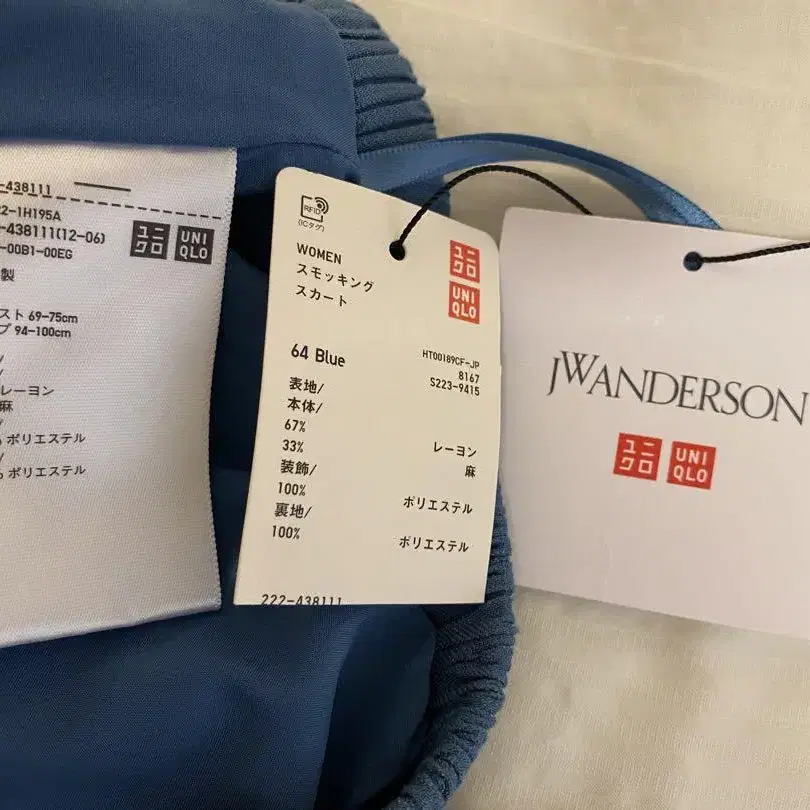 -438111
22-1H195A
-438111(12-06)
-00B1-00EG
製
ユニ
クロ
UNI
QLO
スト 69-75cm
プ 94-100cm
レーヨン
麻
ポリエステル
ポリエステル
RFID
(ICタグ)
WOMEN
スモッキング
スカート
ユニ
クロ
UNI
QLO
64 Blue
HT00189CF-JP
8167
S223-9415
表地/
本体/
67% レーヨン
33% 麻
装飾/
100% ポリエステル
裏地/
100% ポリエステル
222-438111
JWANDERSON
ユニ
クロ
UNI
QLO